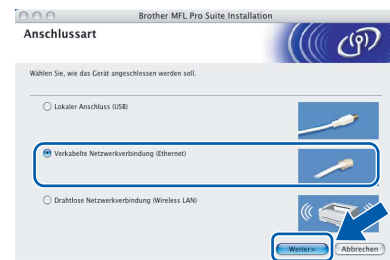 Brother MFL Pro Suite Installation
Anschlussart
Wählen Sie, wie das Gerät angeschlossen werden soll.
Lokaler Anschluss (USB)
Verkabelte Netzwerkverbindung (Ethernet)
Drahtlose Netzwerkverbindung (Wireless LAN)
Weiter>
Abbrechen